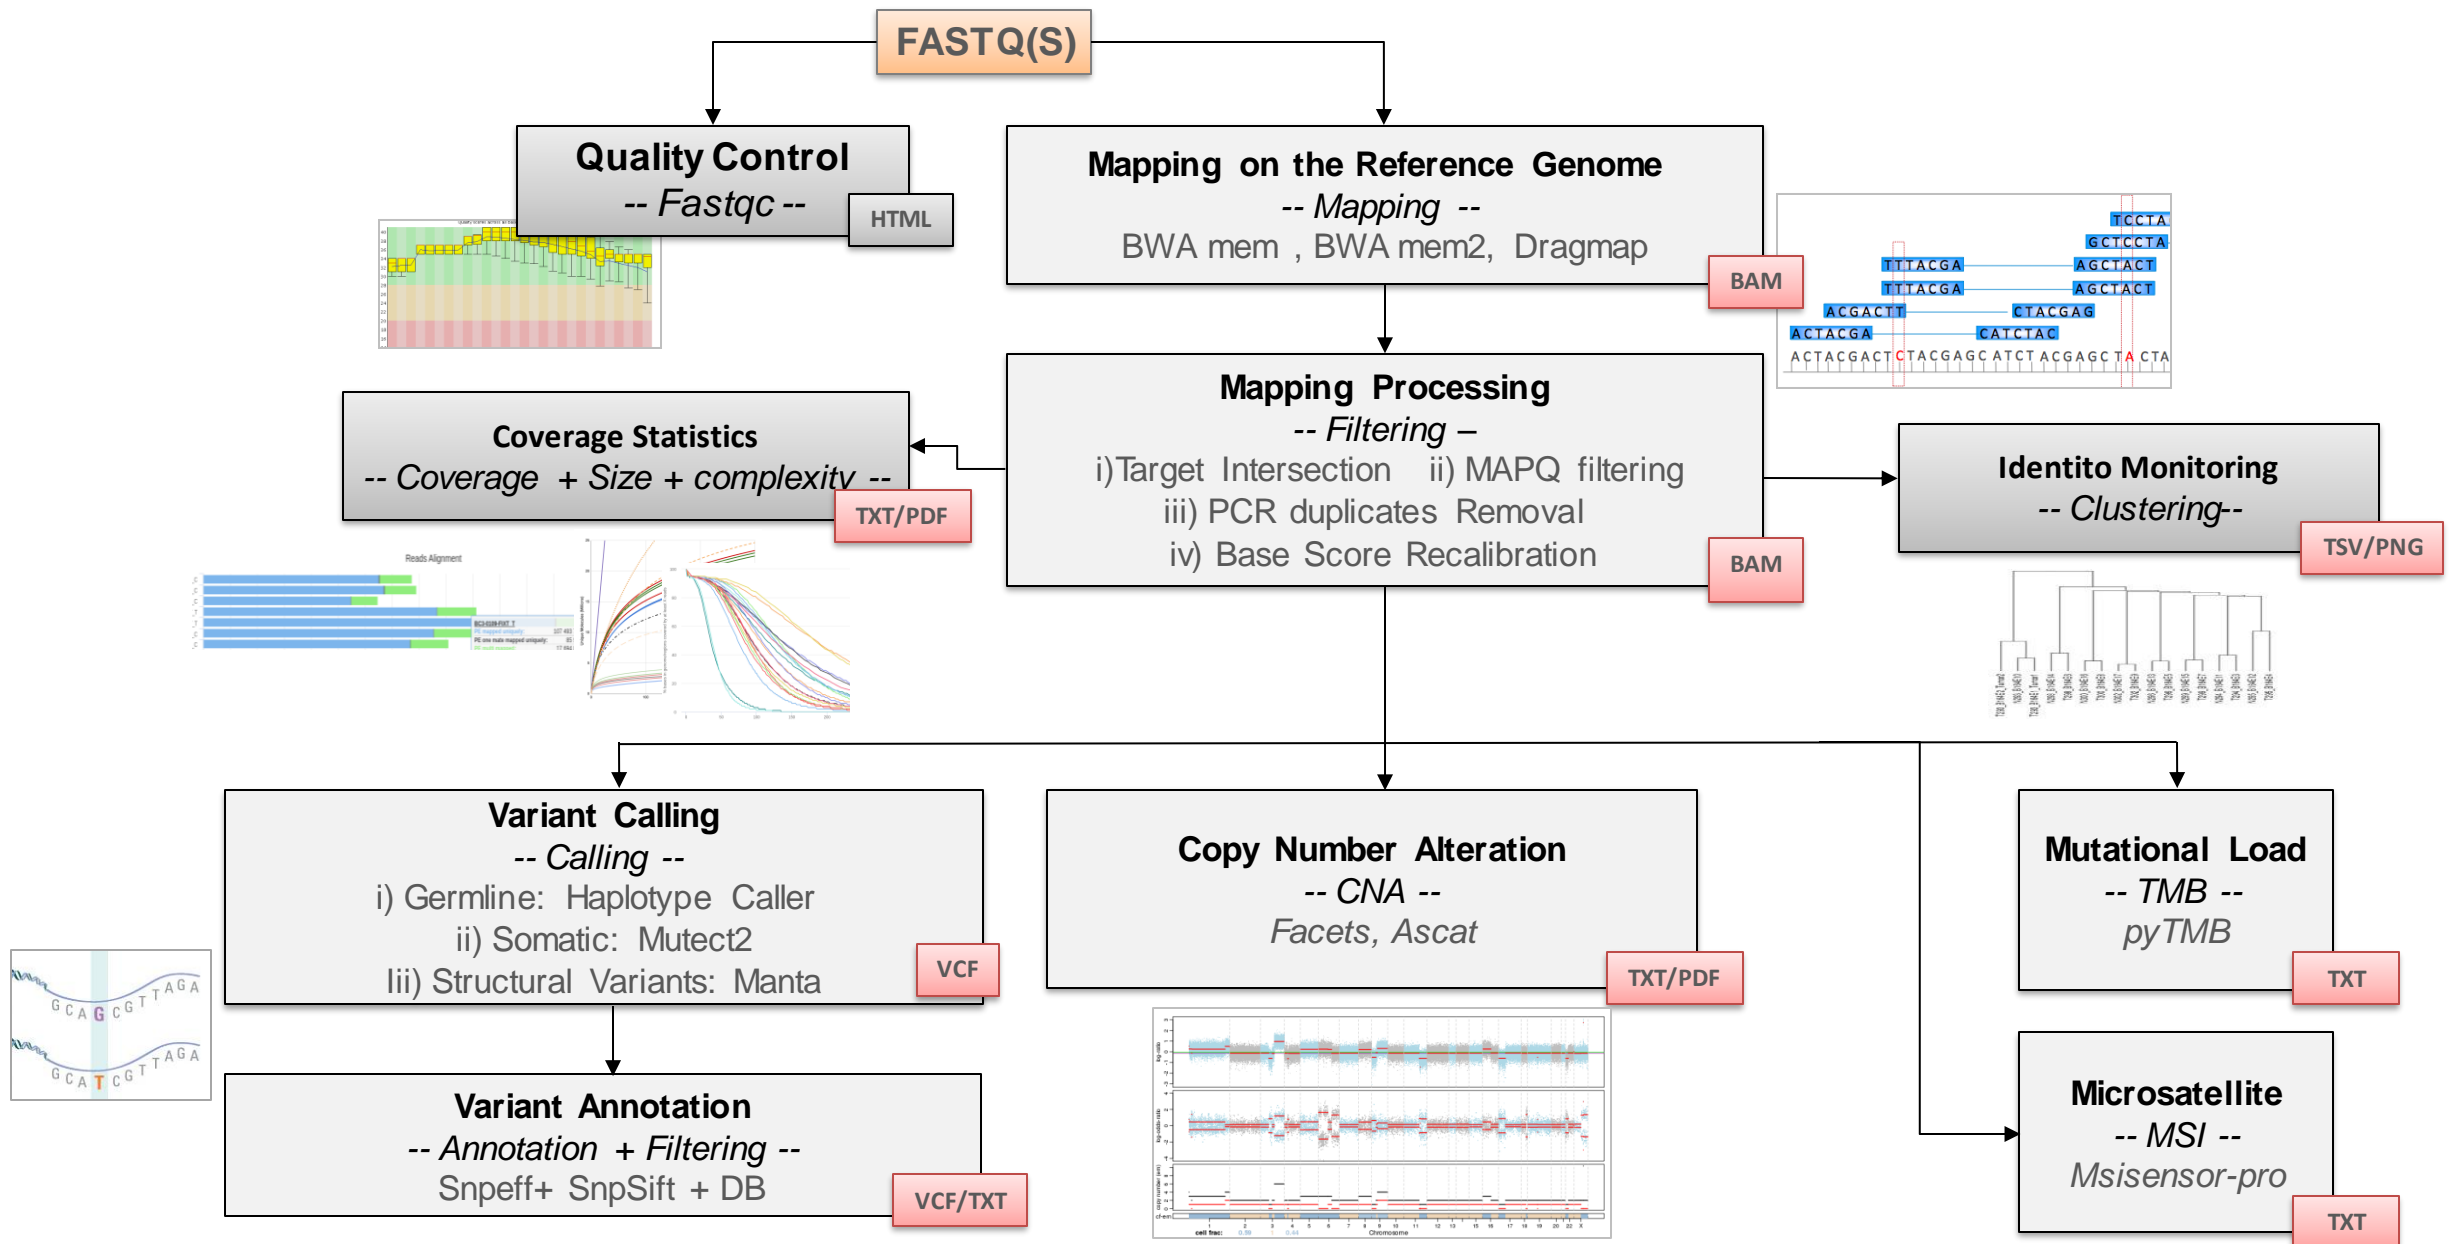 FASTQ(S)
Quality Control
-- Fastqc --
HTML
Mapping on the Reference Genome
-- Mapping --
BWA mem , BWA mem2, Dragmap
BAM
TCCTA
GCTCCTA
TTTACGA AGCTACT
TTTACGA AGCTACT
ACGACTT CTACGAG
ACTACGA CATCTAC
ACTACGACTCTACGAGCATCTACGAGCTACTA
Mapping Processing
-- Filtering –
i)Target Intersection ii) MAPQ filtering
iii) PCR duplicates Removal
iv) Base Score Recalibration
BAM
Coverage Statistics
-- Coverage + Size + complexity --
TXT/PDF
Reads Alignment
Identito Monitoring
-- Clustering--
TSV/PNG
Variant Calling
-- Calling --
i) Germline: Haplotype Caller
ii) Somatic: Mutect2
Iii) Structural Variants: Manta
VCF
GCAGCGTTAGA
GCATCGTTAGA
Variant Annotation
-- Annotation + Filtering --
Snpeff+ SnpSift + DB
VCF/TXT
Copy Number Alteration
-- CNA --
Facets, Ascat
TXT/PDF
Chromosome
cell frac:
Mutational Load
-- TMB --
pyTMB
TXT
Microsatellite
-- MSI --
Msisensor-pro
TXT